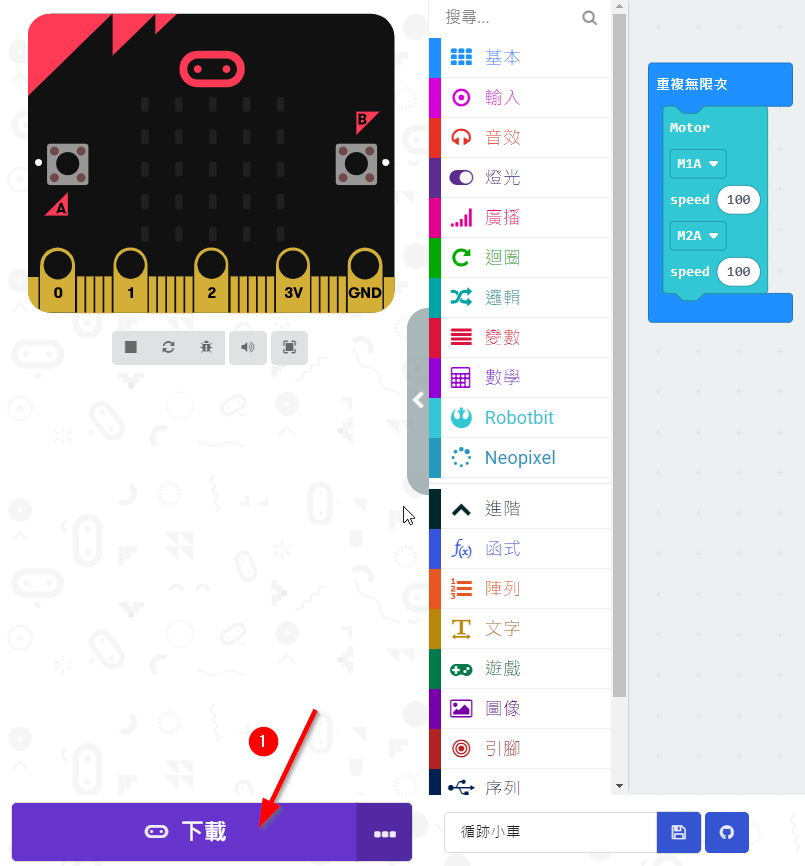 B
A
0
1
2
3V
GND
搜尋...
基本
輸入
音效
燈光
廣播
迴圈
邏輯
變數
數學
Robotbit
Neopixel
進階
函式
陣列
文字
遊戲
圖像
引腳
序列
重複無限次
Motor
M1A
speed 100
M2A
speed 100
1
下載
循跡小車